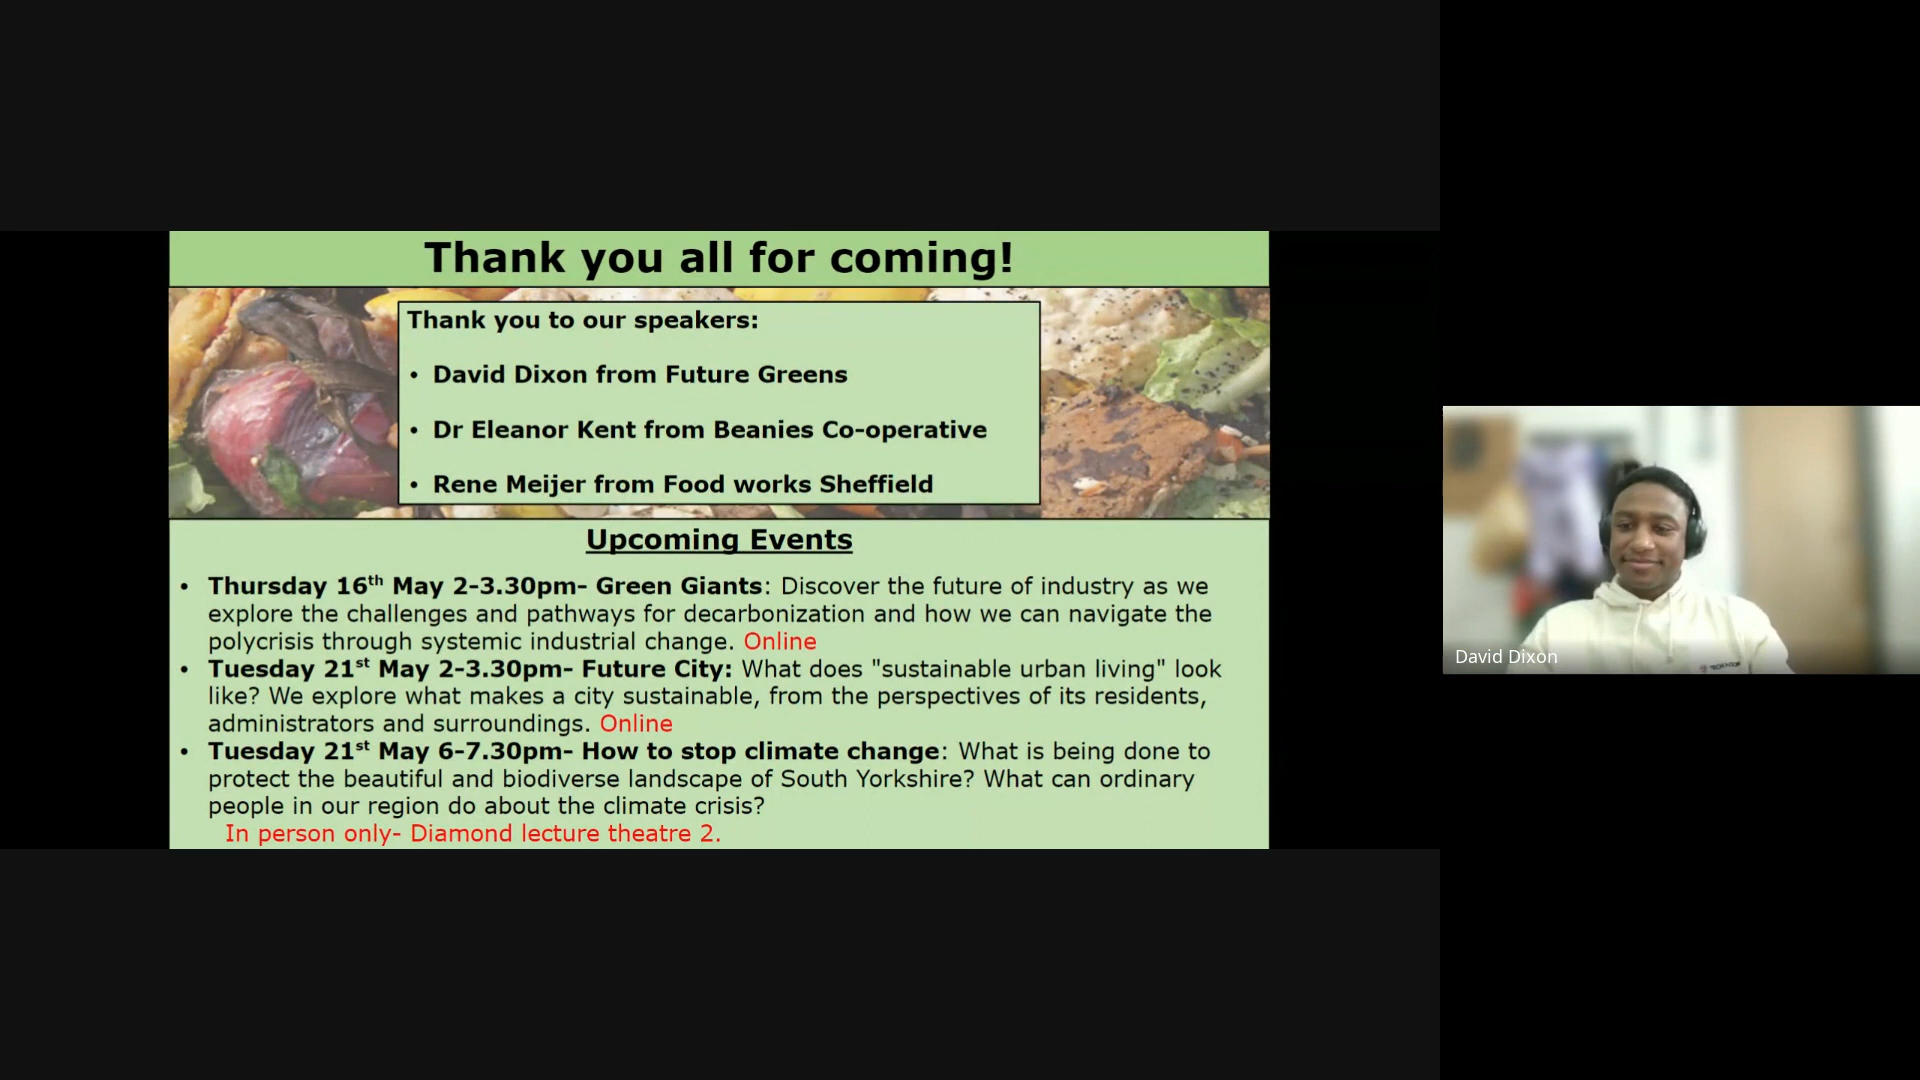 Thank you all for coming!
Thank you to our speakers:
• David Dixon from Future Greens
• Dr Eleanor Kent from Beanies Co-operative
• Rene Meijer from Food works Sheffield
Upcoming Events
• Thursday 16th May 2-3.30pm- Green Giants: Discover the future of industry as we
explore the challenges and pathways for decarbonization and how we can navigate the
polycrisis through systemic industrial change. Online
• Tuesday 21st May 2-3.30pm- Future City: What does "sustainable urban living" look
like? We explore what makes a city sustainable, from the perspectives of its residents,
administrators and surroundings. Online
• Tuesday 21st May 6-7.30pm- How to stop climate change: What is being done to
protect the beautiful and biodiverse landscape of South Yorkshire? What can ordinary
people in our region do about the climate crisis?
In person only- Diamond lecture theatre 2.
David Dixon